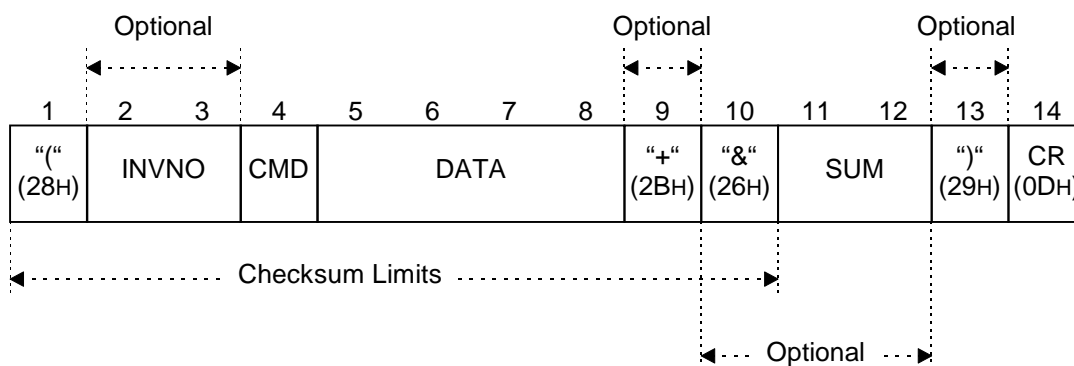 Optional Optional Optional
1 2 3 4 5 6 7 8 9 10 11 12 13 14
“(“ “+“ “&“ “)“ CR
INVNO CMD DATA SUM
(28H) (2BH) (26H) (29H) (0DH)
Checksum Limits
Optional